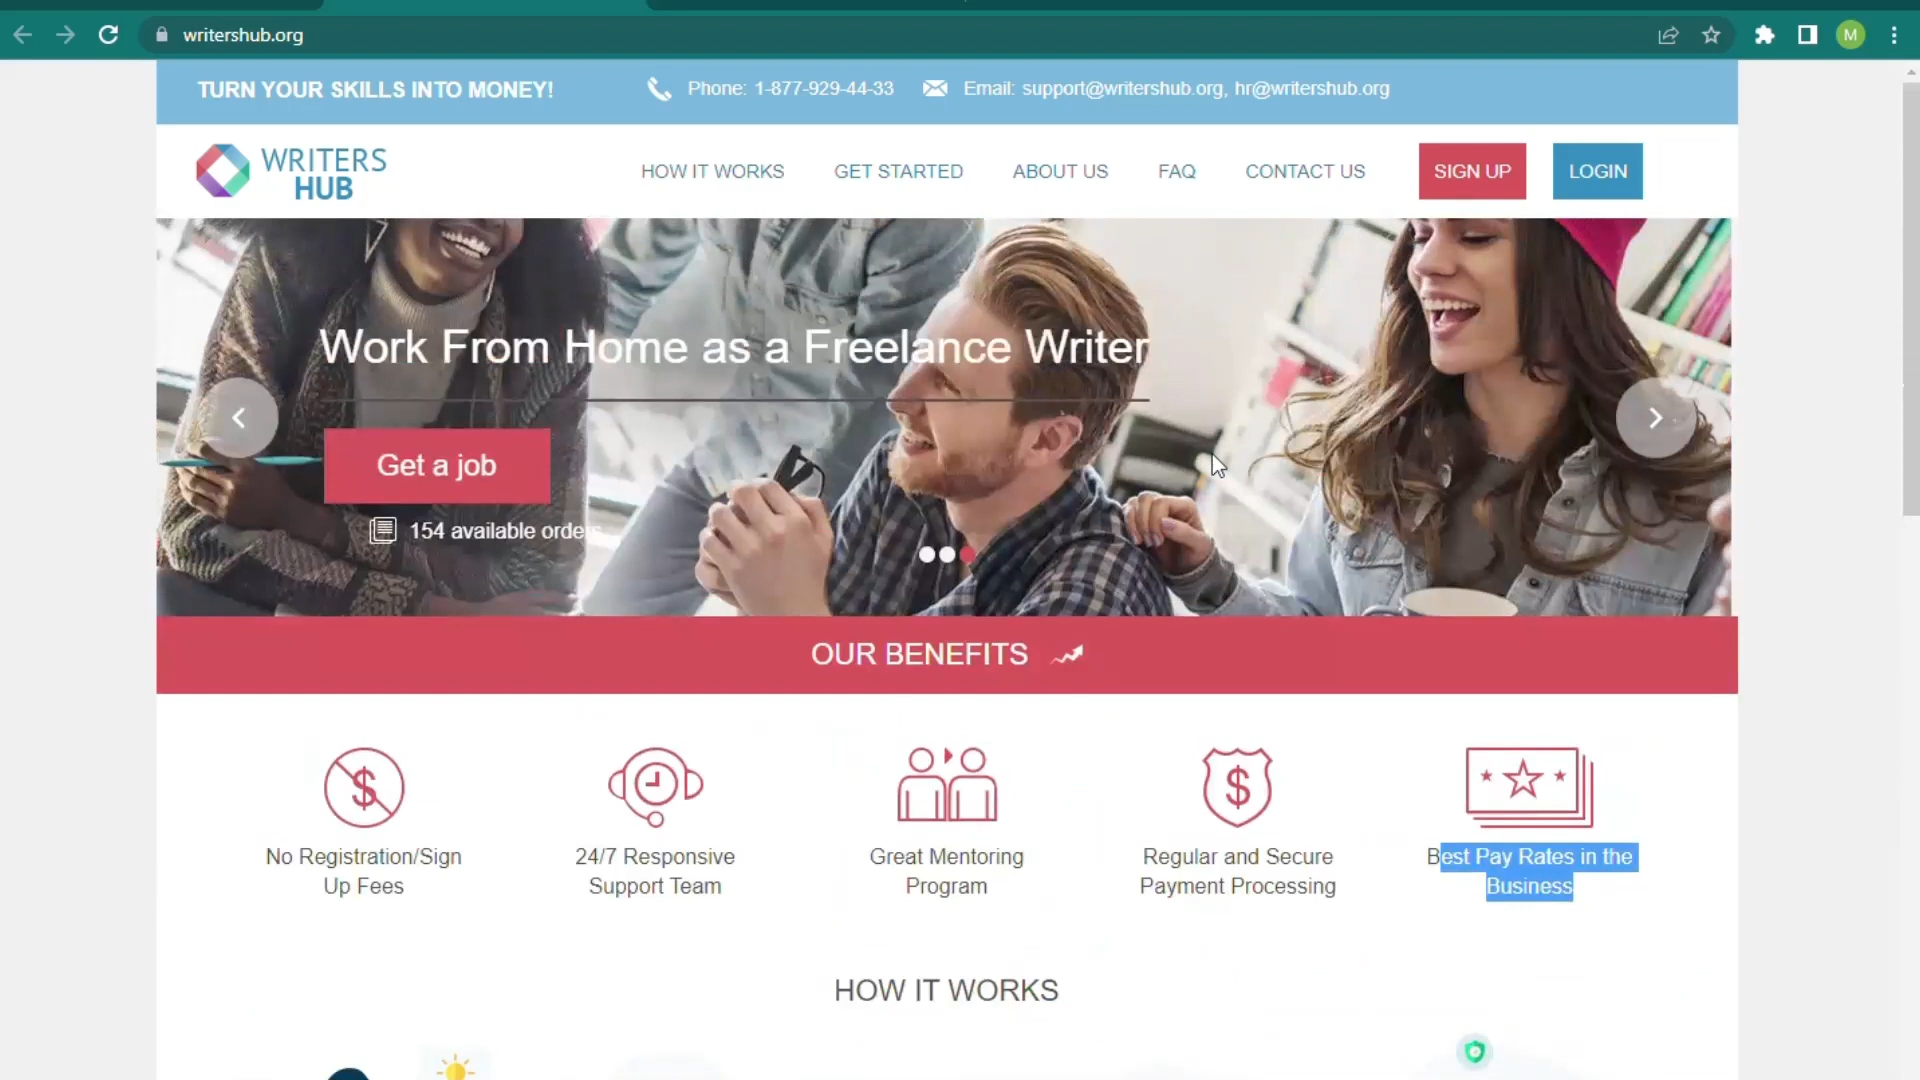 writershub.org
M
TURN YOUR SKILLS INTO MONEY!
Phone: 1-877-929-44-33
Email: support@writershub.org, hr@writershub.org
WRITERS
HUB
HOW IT WORKS
GET STARTED
ABOUT US
FAQ
CONTACT US
SIGN UP
LOGIN
Work From Home as a Freelance Writer
Get a job
154 available orders
OUR BENEFITS
No Registration/Sign
Up Fees
24/7 Responsive
Support Team
Great Mentoring
Program
Regular and Secure
Payment Processing
Best Pay Rates in the
Business
HOW IT WORKS